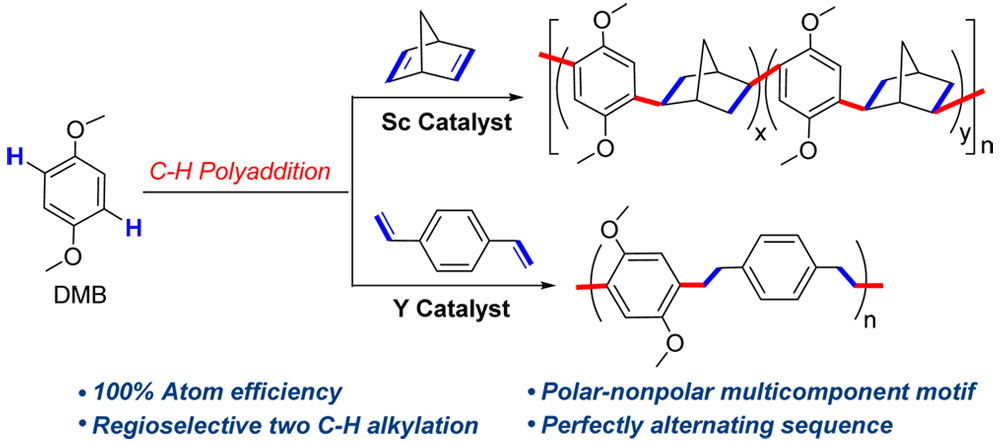 O
O
H
H
O
O
DMB
C-H Polyaddition
Sc Catalyst
Y Catalyst
O
O
x
O
O
y
n
O
O
n
• 100% Atom efficiency
• Regioselective two C-H alkylation
• Polar-nonpolar multicomponent motif
• Perfectly alternating sequence